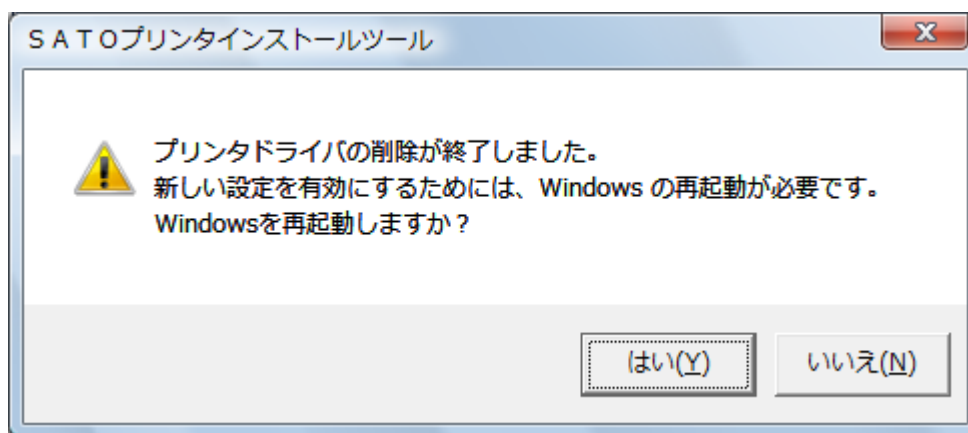 ＳＡＴＯプリンタインストールツール
プリンタドライバの削除が終了しました。
新しい設定を有効にするためには、Windows の再起動が必要です。
Windowsを再起動しますか？
はい(Y)
いいえ(N)